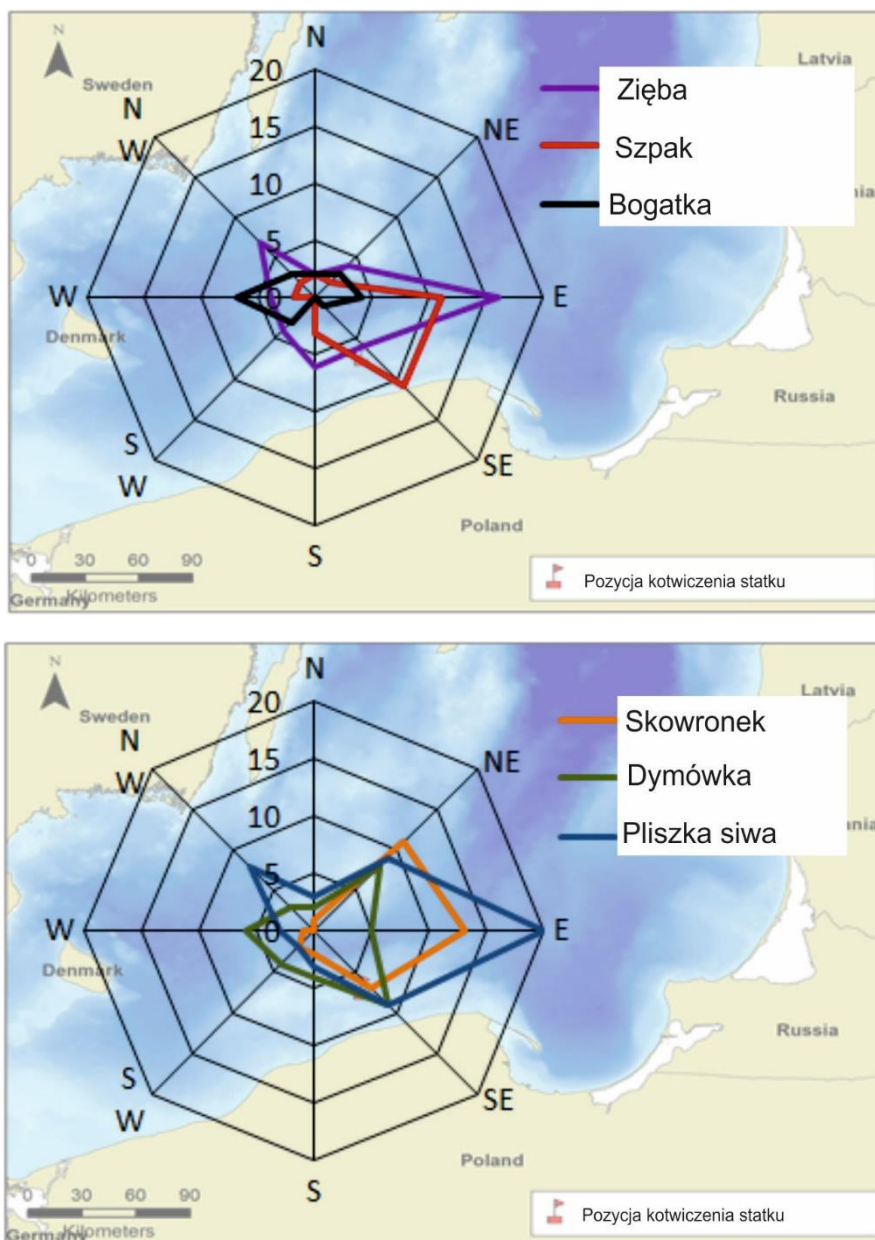 N
N
20
Sweden
Latvia
Zięba
N
W
15
NE
Szpak
10
nia
Bogatka
5
W
0
E
Denmark
Russia
S
W
SE
Poland
S
0 30 60 90
Kilometers
Germany
Pozycja kotwiczenia statku
N
N
20
Sweden
Latvia
Skowronek
N
W
15
NE
Dymówka
10
ania
Pliszka siwa
5
W
0
E
Denmark
Russia
S
W
SE
Poland
S
0 30 60 90
Kilometers
Germany
Pozycja kotwiczenia statku